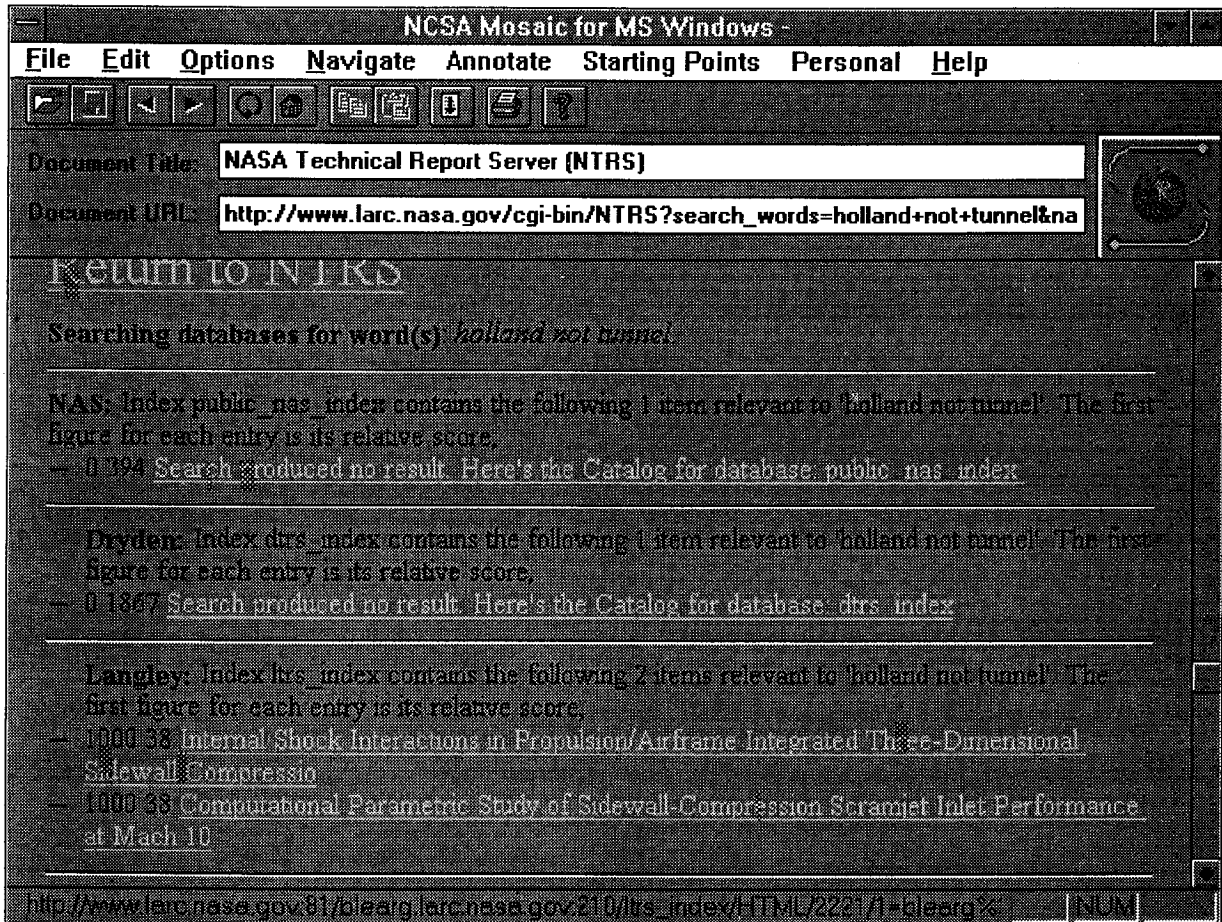 NCSA Mosaic for MS Windows -
File Edit Options Navigate Annotate Starting Points Personal Help
Document Title: NASA Technical Report Server (NTRS)
Document URL: http://www.larc.nasa.gov/cgi-bin/NTRS?search_words=holland+not+tunnel&na
Return to NTRS
Searching databases for word(s) holland not tunnel.
NAS: Index public_nas_index contains the following 1 item relevant to 'holland not tunnel'. The first
figure for each entry is its relative score,
— 0 394 Search produced no result. Here's the Catalog for database: public_nas_index
Dryden: Index dtrs_index contains the following 1 item relevant to 'holland not tunnel'. The first
figure for each entry is its relative score,
— 0 1867 Search produced no result. Here's the Catalog for database: dtrs_index
Langley: Index ltrs_index contains the following 2 items relevant to 'holland not tunnel'. The
first figure for each entry is its relative score,
— 1000 38 Internal Shock Interactions in Propulsion/Airframe Integrated Three-Dimensional
Sidewall Compressio
— 1000 38 Computational Parametric Study of Sidewall-Compression Scramjet Inlet Performance
at Mach 10
http://www.larc.nasa.gov:81/blearg.larc.nasa.gov:210/ltrs_index/HTML/2221/1=blearg% NUM